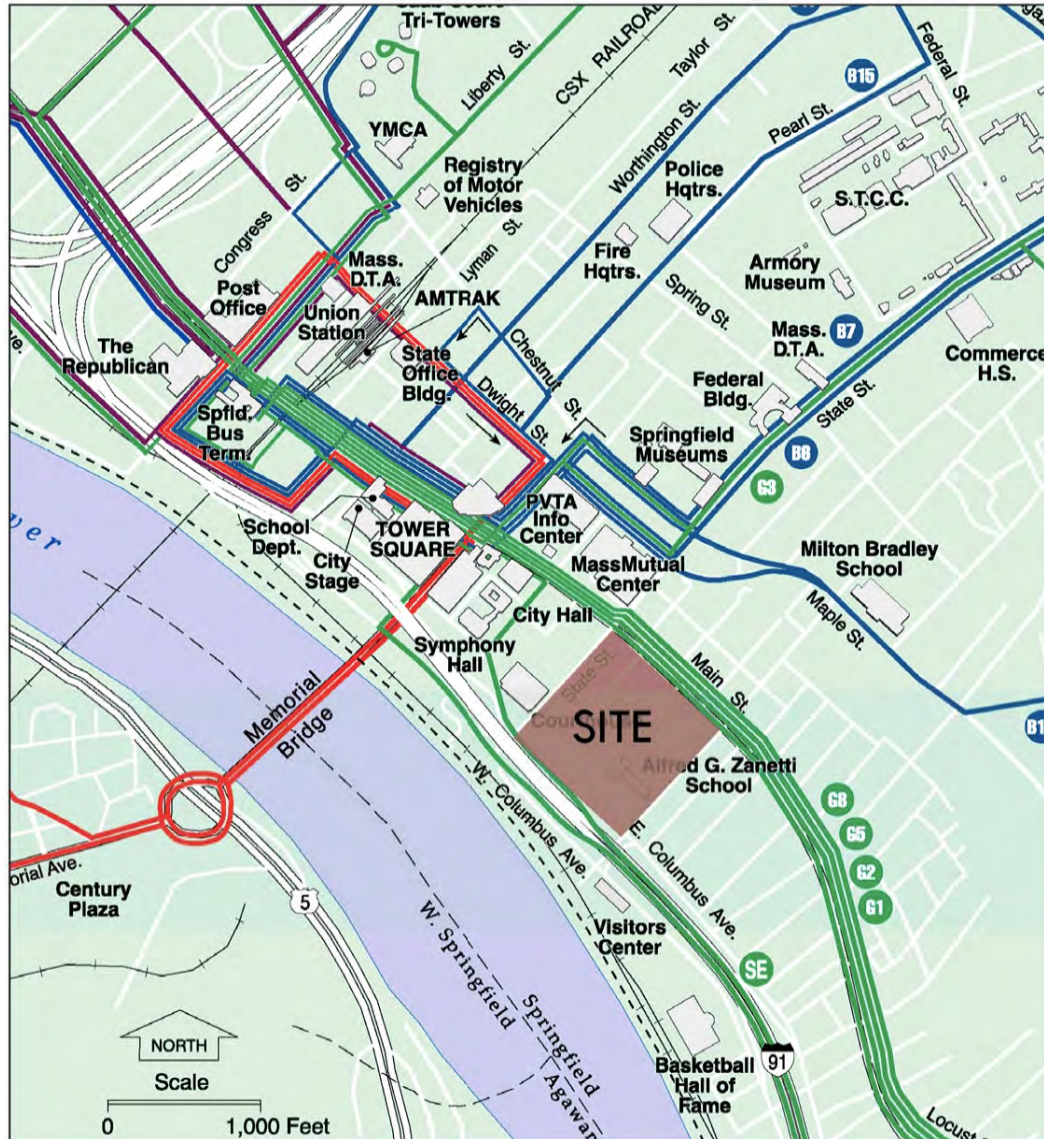 Tri-Towers
Liberty St.
CSX RAILROAD
Taylor St.
Federal St.
B15
Pearl St.
YMCA
Worthington St.
Police
Hqtrs.
Registry
of Motor
Vehicles
S.T.C.C.
Congress St.
Lyman St.
Fire
Hqtrs.
Mass.
D.T.A.
Armory
Museum
Post
Office
AMTRAK
Spring St.
Union
Station
Mass.
D.T.A.
B7
The
Republican
State
Office
Bldg.
Chestnut St.
Commerce
H.S.
Ave.
Dwight St.
Federal
Bldg.
State St.
Spfld.
Bus
Term.
Springfield
Museums
B6
G3
School
Dept.
City
Stage
TOWER
SQUARE
PVTA
Info
Center
MassMutual
Center
Milton Bradley
School
City Hall
Maple St.
Symphony
Hall
State St.
Main St.
Memorial
Bridge
SITE
Courthouse
Alfred G. Zanetti
School
B1
W. Columbus Ave.
E. Columbus Ave.
G8
G5
G2
G1
orial Ave.
Century
Plaza
5
W. Springfield
Springfield
Agawam
Visitors
Center
SE
NORTH
Scale
0 1,000 Feet
Basketball
Hall of
Fame
91
Locust